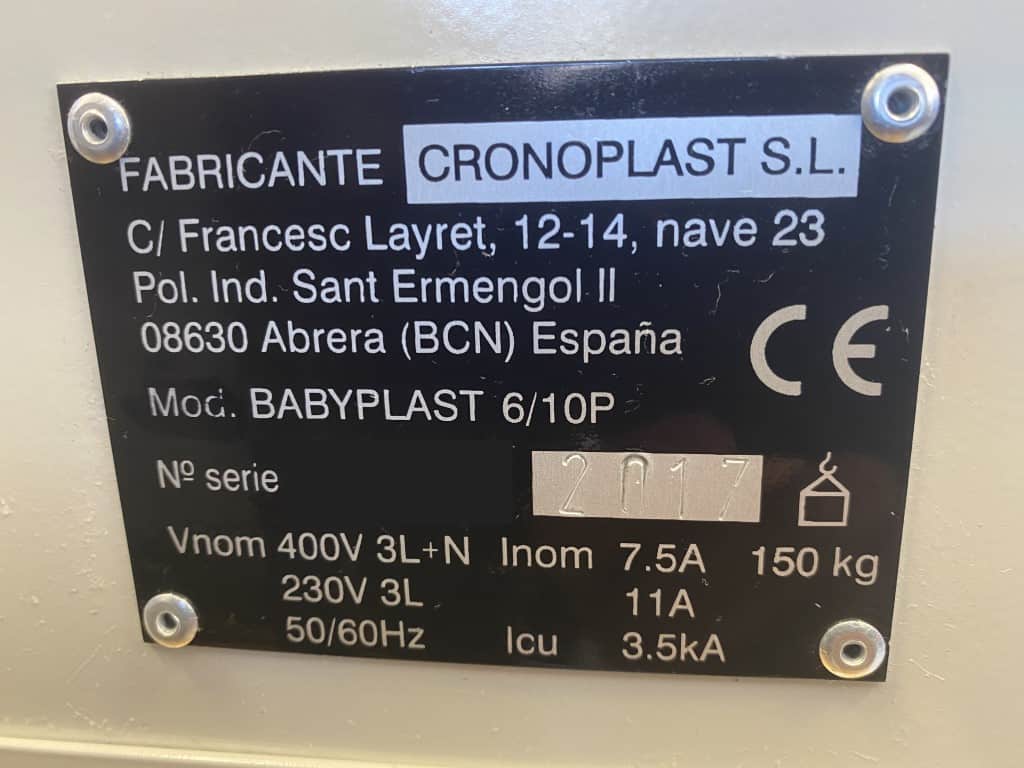 FABRICANTE CRONOPLAST S.L.
C/ Francesc Layret, 12-14, nave 23
Pol. Ind. Sant Ermengol II
08630 Abrera (BCN) España
CE
Mod. BABYPLAST 6/10P
Nº serie 2017
Vnom 400V 3L+N Inom 7.5A 150 kg
230V 3L 11A
50/60Hz Icu 3.5kA